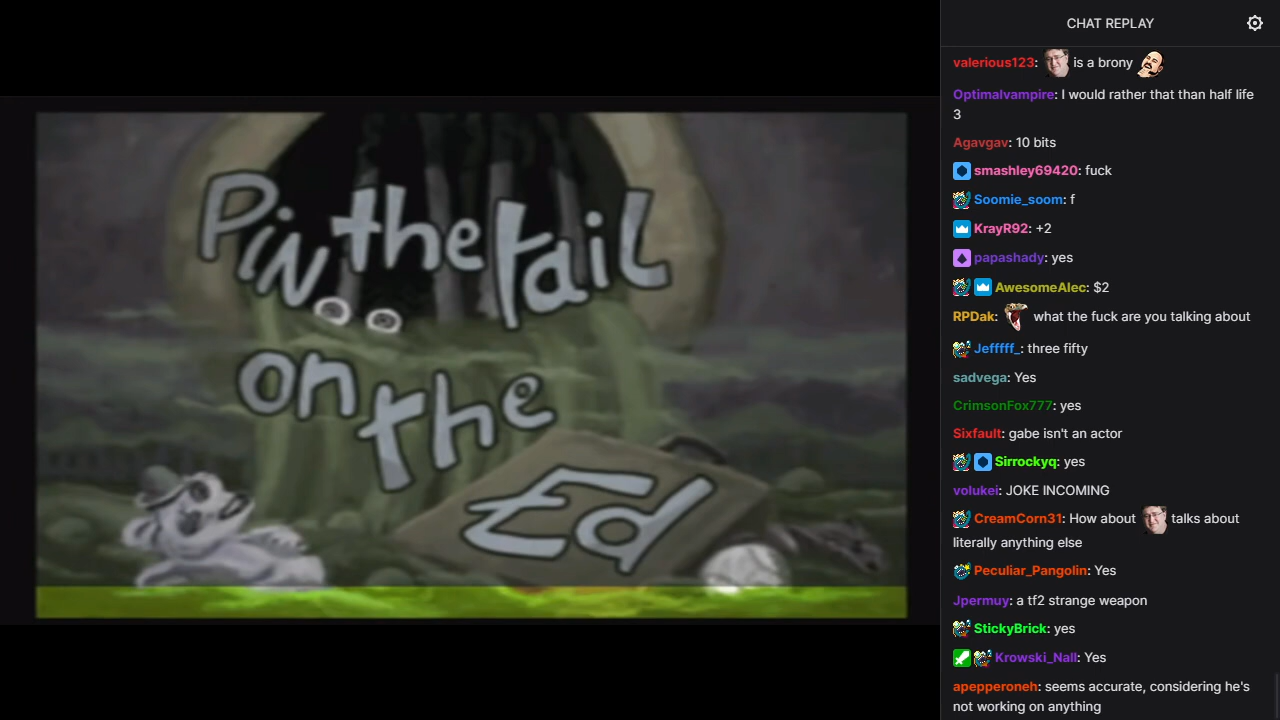 Pin the tail
on the
Ed
CHAT REPLAY
valerious123: is a brony
Optimalvampire: I would rather that than half life
3
Agavgav: 10 bits
smashley69420: fuck
Soomie_soom: f
KrayR92: +2
papashady: yes
AwesomeAlec: $2
RPDak: what the fuck are you talking about
Jefffff_: three fifty
sadvega: Yes
CrimsonFox777: yes
Sixfault: gabe isn't an actor
Sirrockyq: yes
volukei: JOKE INCOMING
CreamCorn31: How about talks about
literally anything else
Peculiar_Pangolin: Yes
Jpermuy: a tf2 strange weapon
StickyBrick: yes
Krowski_Nall: Yes
apepperoneh: seems accurate, considering he's
not working on anything